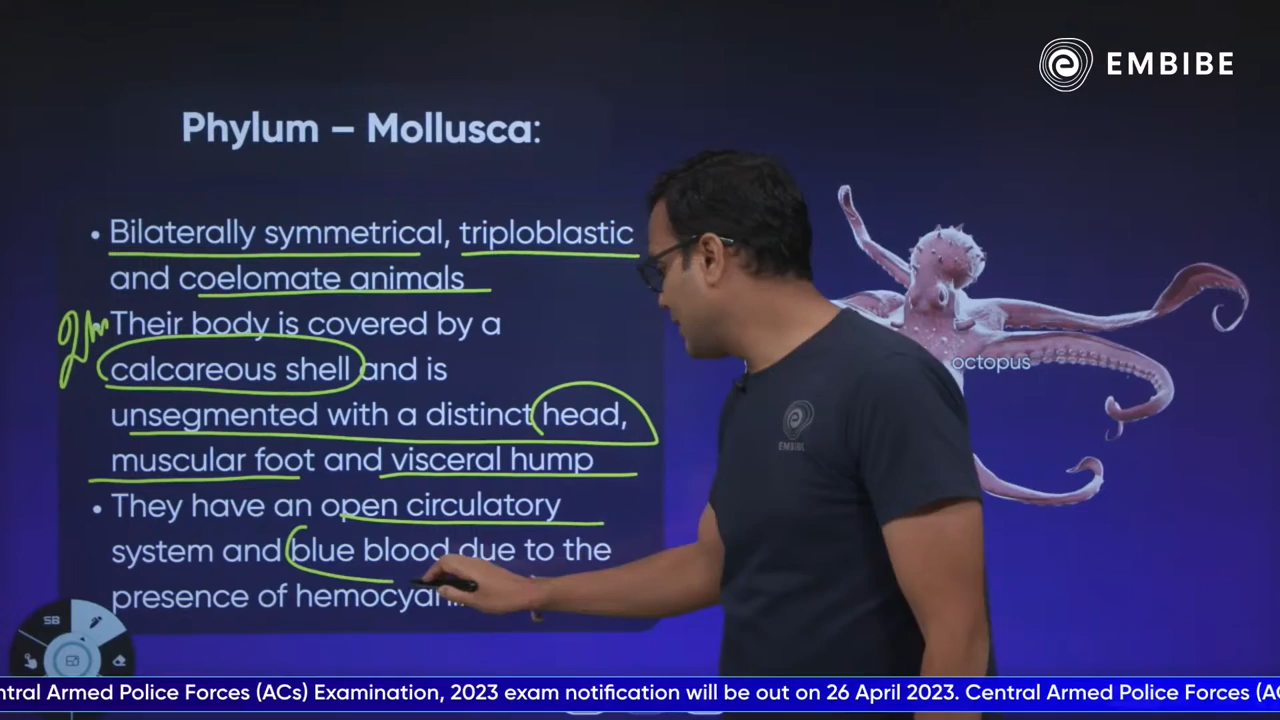 EMBIBE
Phylum – Mollusca:
• Bilaterally symmetrical, triploblastic
and coelomate animals
Their body is covered by a
calcareous shell and is
unsegmented with a distinct head,
muscular foot and visceral hump
• They have an open circulatory
system and blue blood due to the
presence of
octopus
EMBIBE
SB
Armed Police Forces (ACs) Examination, 2023 exam notification will be out on 26 April 2023. Central Armed Police Forces